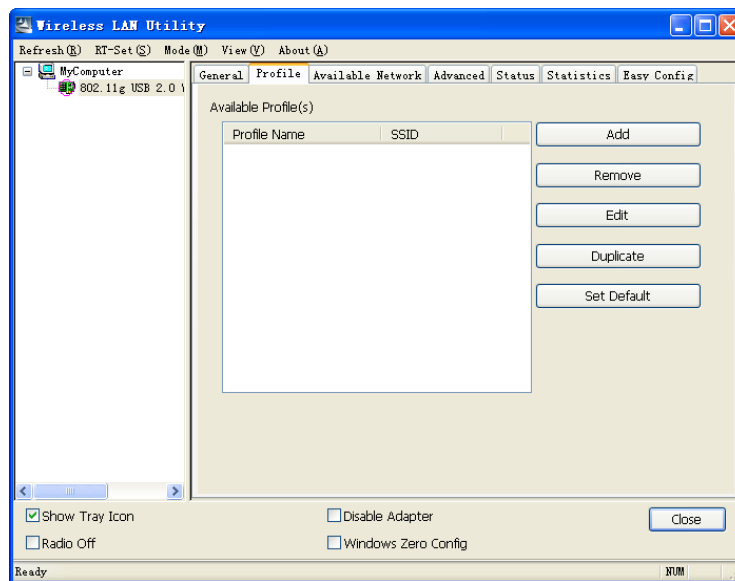 Wireless LAN Utility
Refresh(R) RT-Set(S) Mode(M) View(V) About(A)
MyComputer
802.11g USB 2.0
General Profile Available Network Advanced Status Statistics Easy Config
Available Profile(s)
Profile Name SSID
Add
Remove
Edit
Duplicate
Set Default
Show Tray Icon
Disable Adapter
Close
Radio Off
Windows Zero Config
Ready
NUM